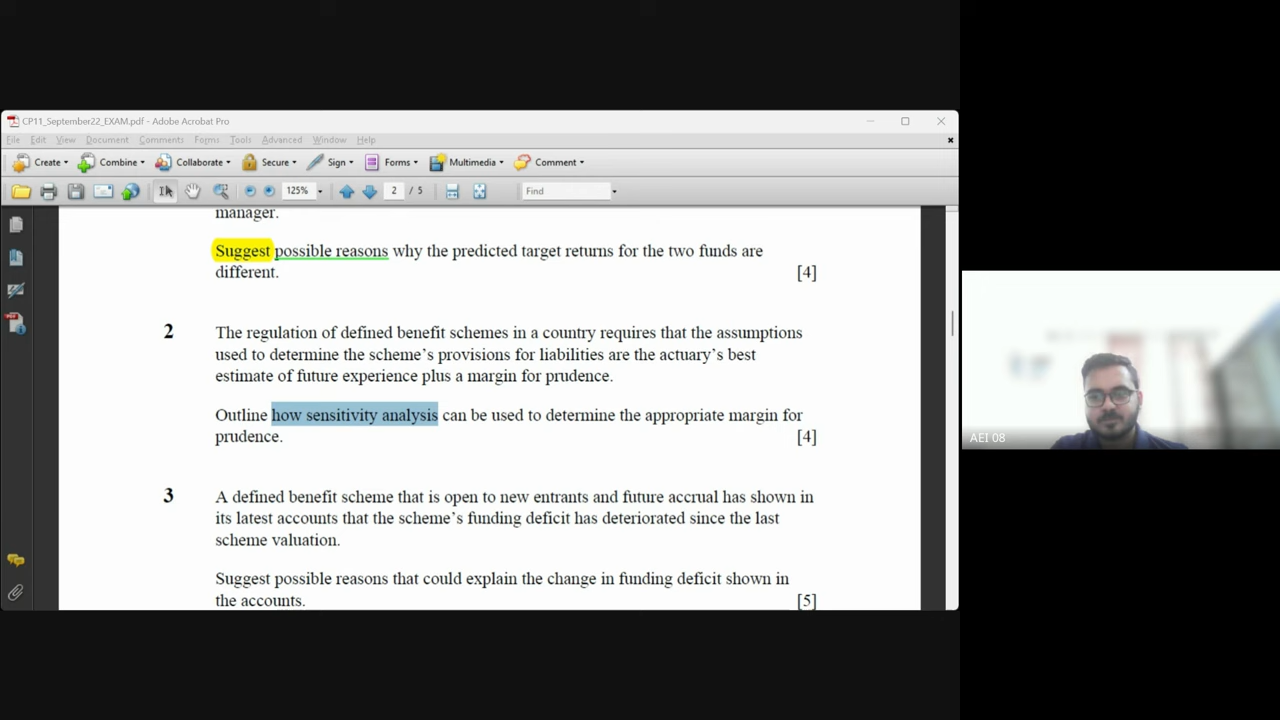 CP11_September22_EXAM.pdf - Adobe Acrobat Pro
File Edit View Document Comments Forms Tools Advanced Window Help
Create Combine Collaborate Secure Sign Forms Multimedia Comment
125% 2 / 5 Find
manager.
Suggest possible reasons why the predicted target returns for the two funds are
different. [4]
2 The regulation of defined benefit schemes in a country requires that the assumptions
used to determine the scheme’s provisions for liabilities are the actuary’s best
estimate of future experience plus a margin for prudence.
Outline how sensitivity analysis can be used to determine the appropriate margin for
prudence. [4]
3 A defined benefit scheme that is open to new entrants and future accrual has shown in
its latest accounts that the scheme’s funding deficit has deteriorated since the last
scheme valuation.
Suggest possible reasons that could explain the change in funding deficit shown in
the accounts. [5]
AEI 08